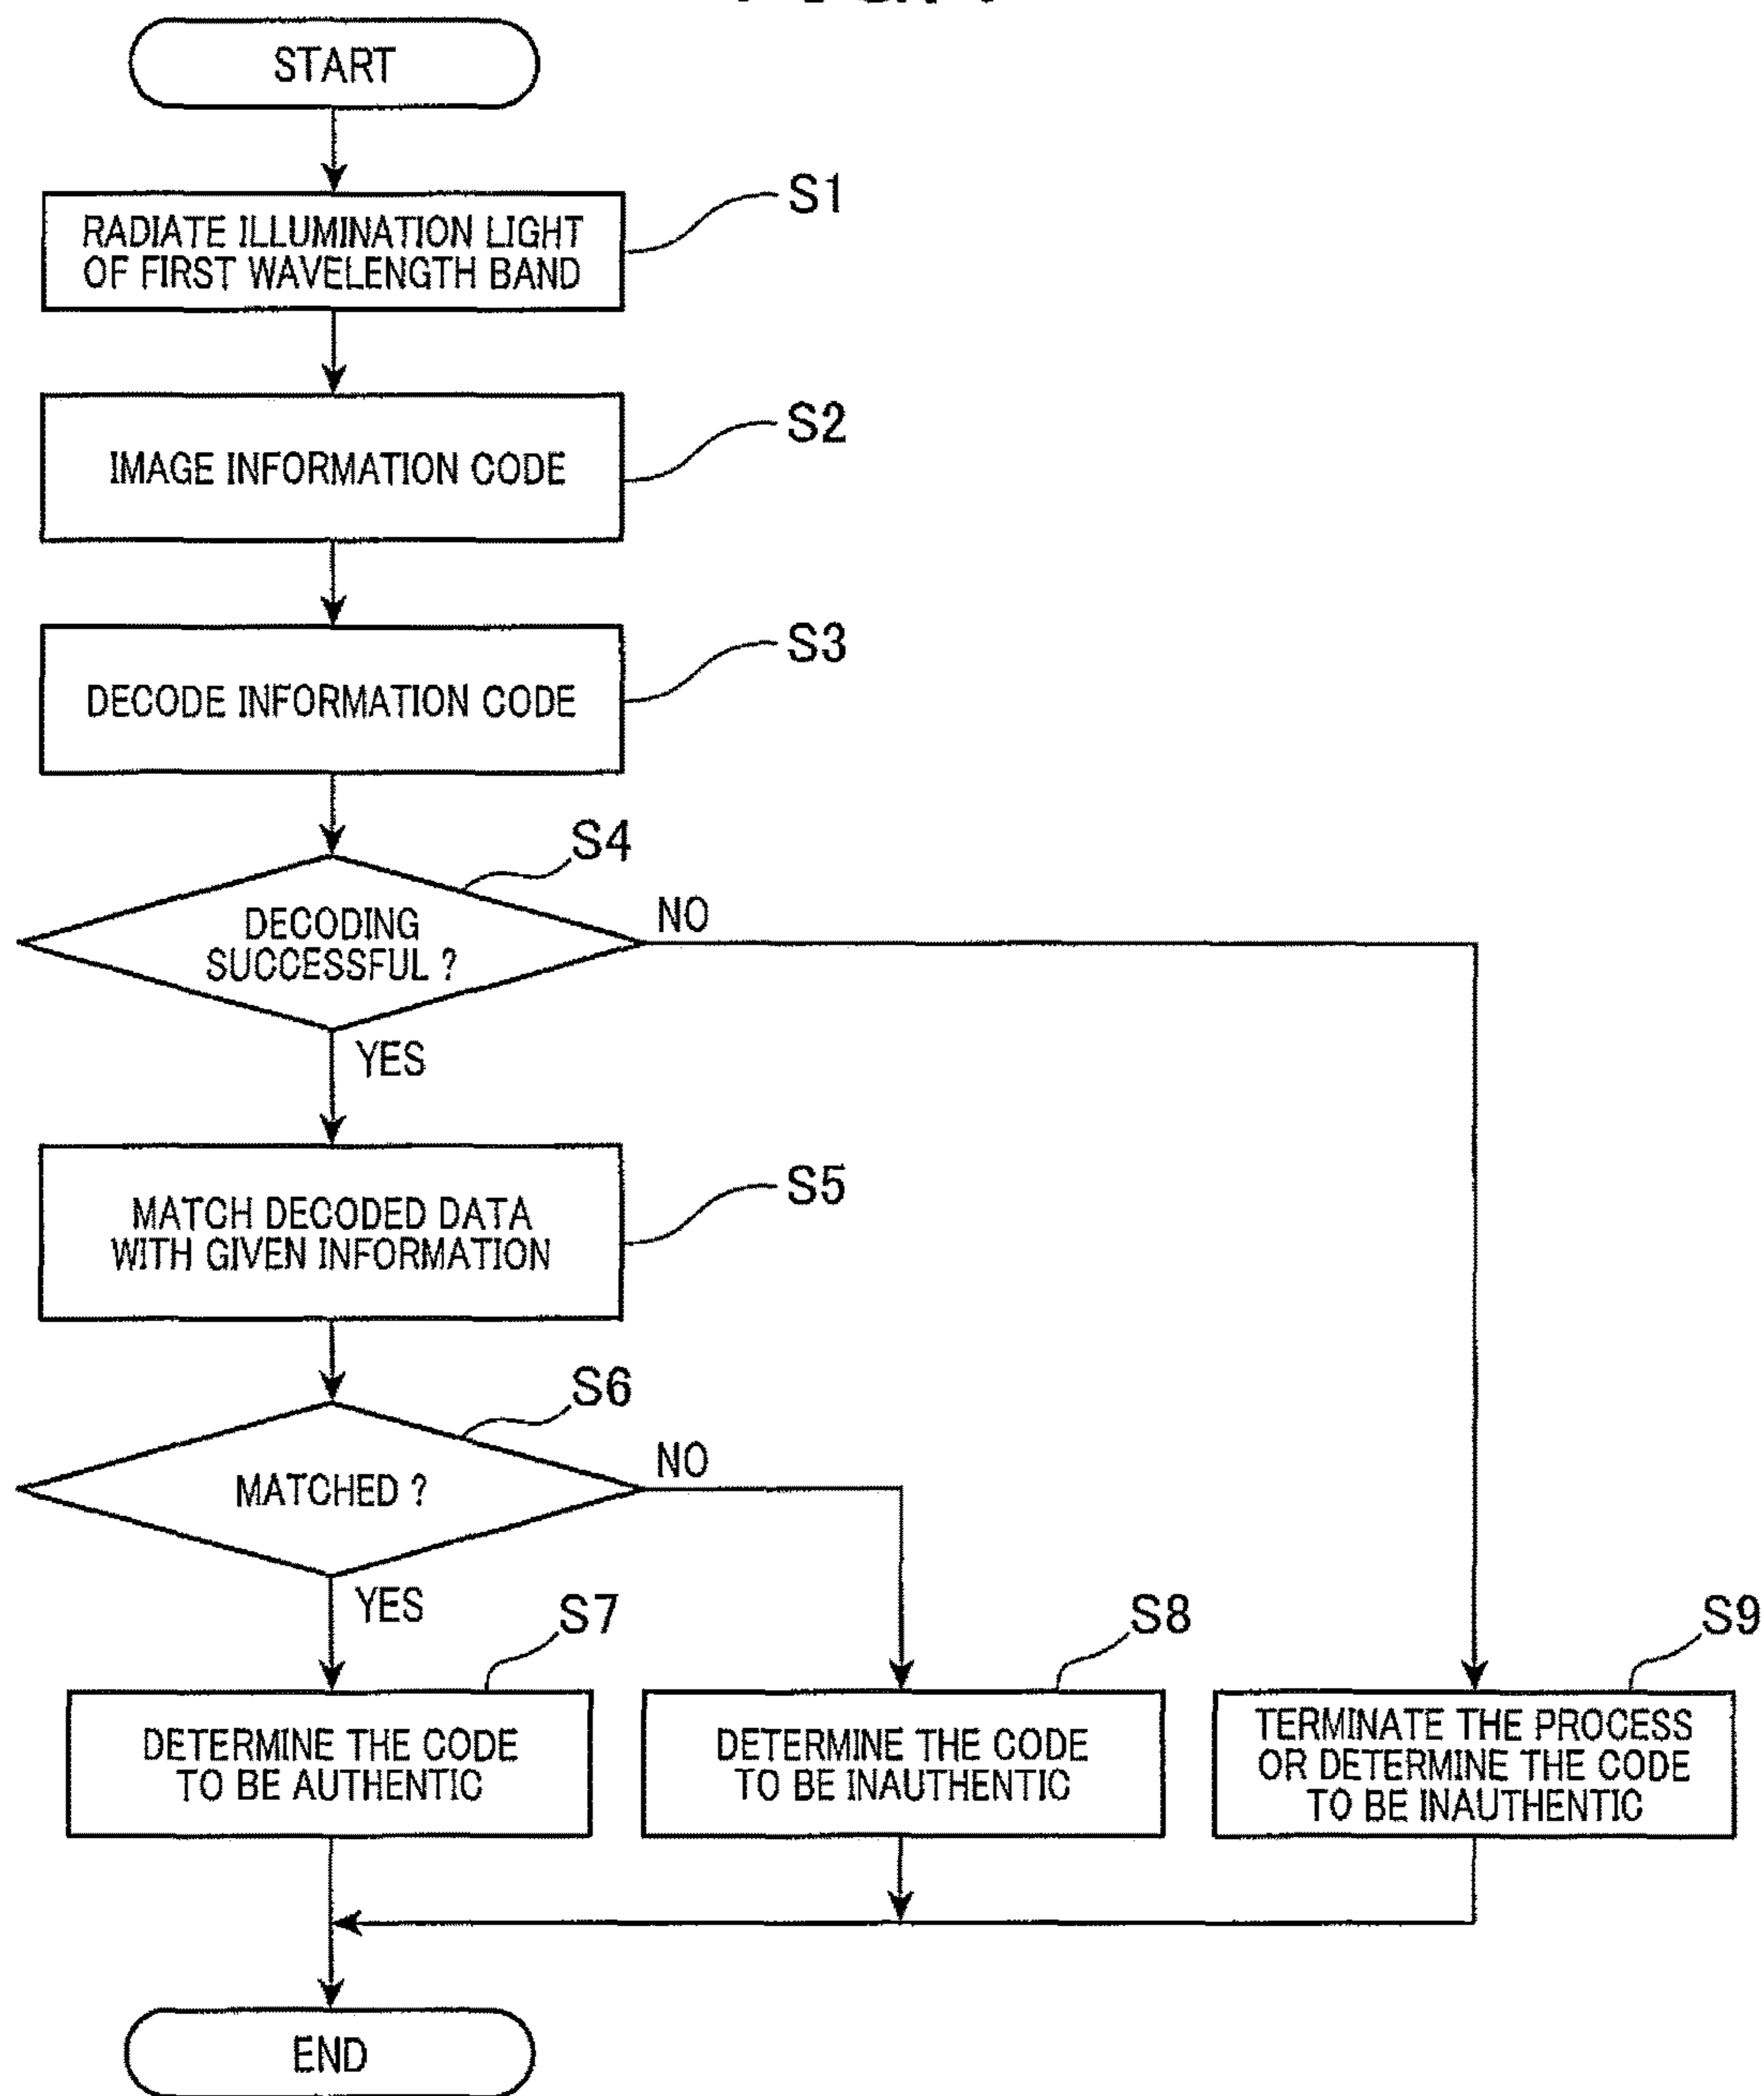 START
S1
RADIATE ILLUMINATION LIGHT
OF FIRST WAVELENGTH BAND
S2
IMAGE INFORMATION CODE
S3
DECODE INFORMATION CODE
S4
DECODING
SUCCESSFUL ?
NO
YES
S5
MATCH DECODED DATA
WITH GIVEN INFORMATION
S6
MATCHED ?
NO
YES
S7
DETERMINE THE CODE
TO BE AUTHENTIC
S8
DETERMINE THE CODE
TO BE INAUTHENTIC
S9
TERMINATE THE PROCESS
OR DETERMINE THE CODE
TO BE INAUTHENTIC
END